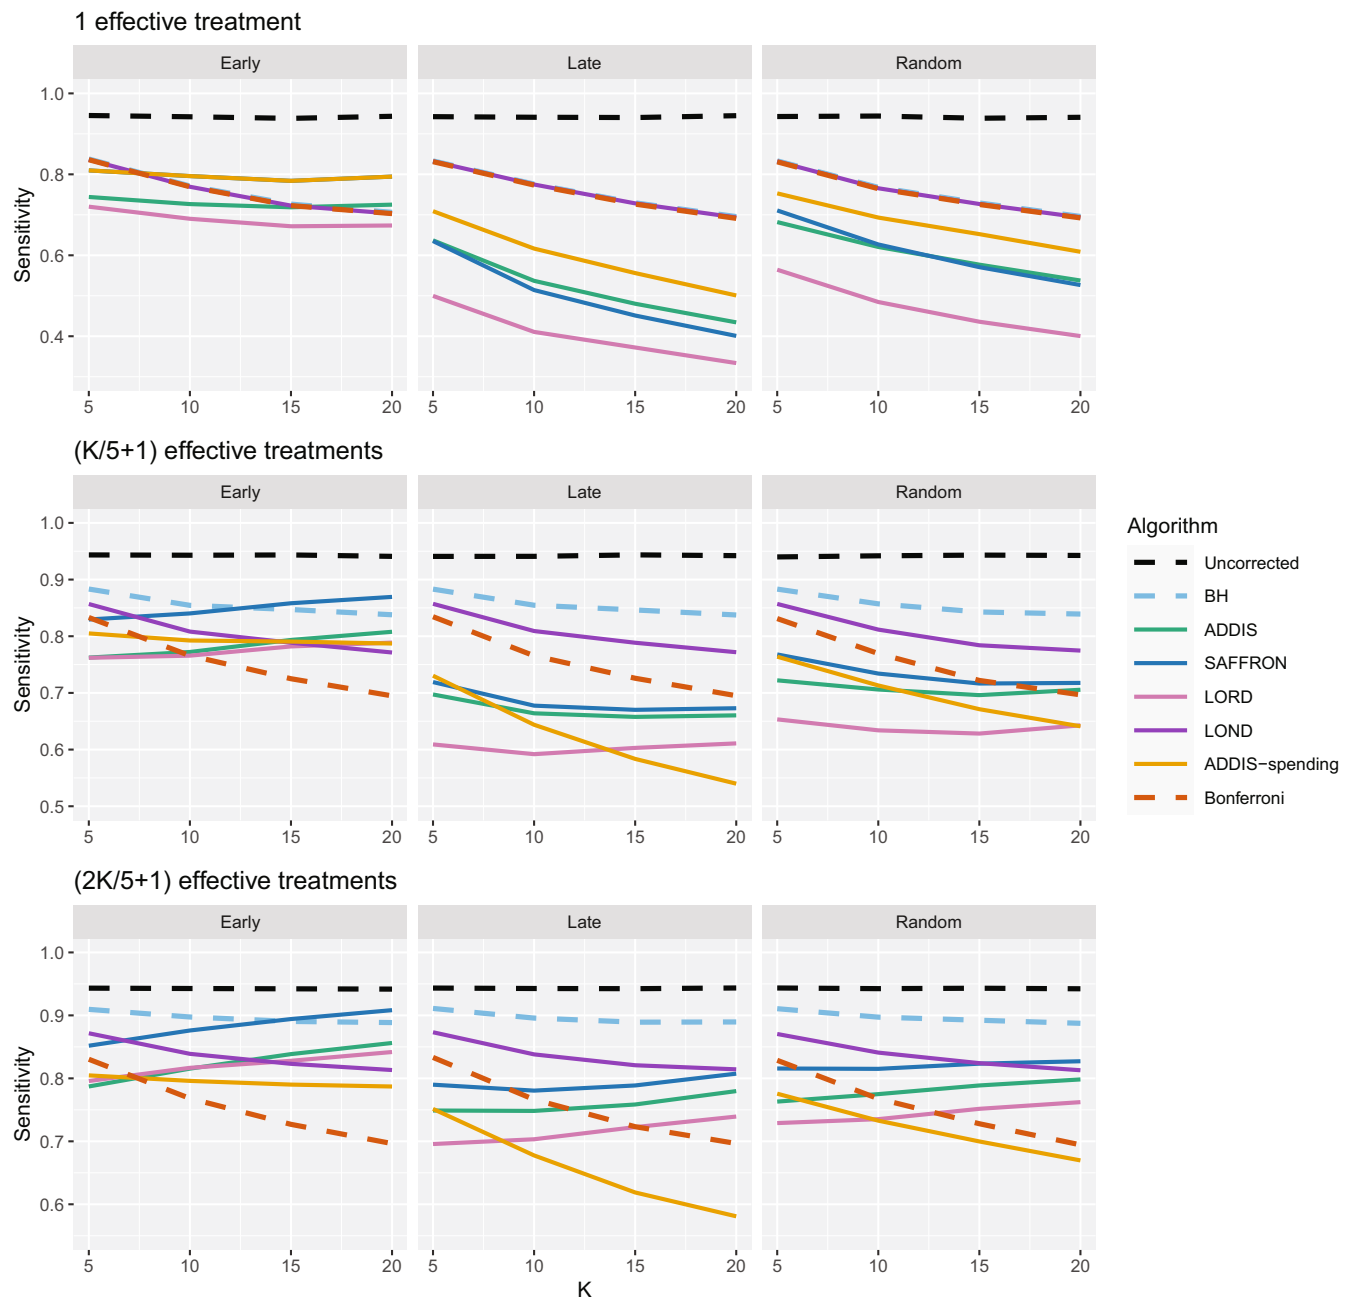 1 effective treatment
Early Late Random
1.0
0.8
0.6
0.4
Sensitivity
5 10 15 20 5 10 15 20 5 10 15 20
(K/5+1) effective treatments
Early Late Random
1.0
0.9
0.8
0.7
0.6
0.5
Sensitivity
5 10 15 20 5 10 15 20 5 10 15 20
Algorithm
Uncorrected
BH
ADDIS
SAFFRON
LORD
LOND
ADDIS−spending
Bonferroni
(2K/5+1) effective treatments
Early Late Random
1.0
0.9
0.8
0.7
0.6
Sensitivity
5 10 15 20 5 10 15 20 5 10 15 20
K